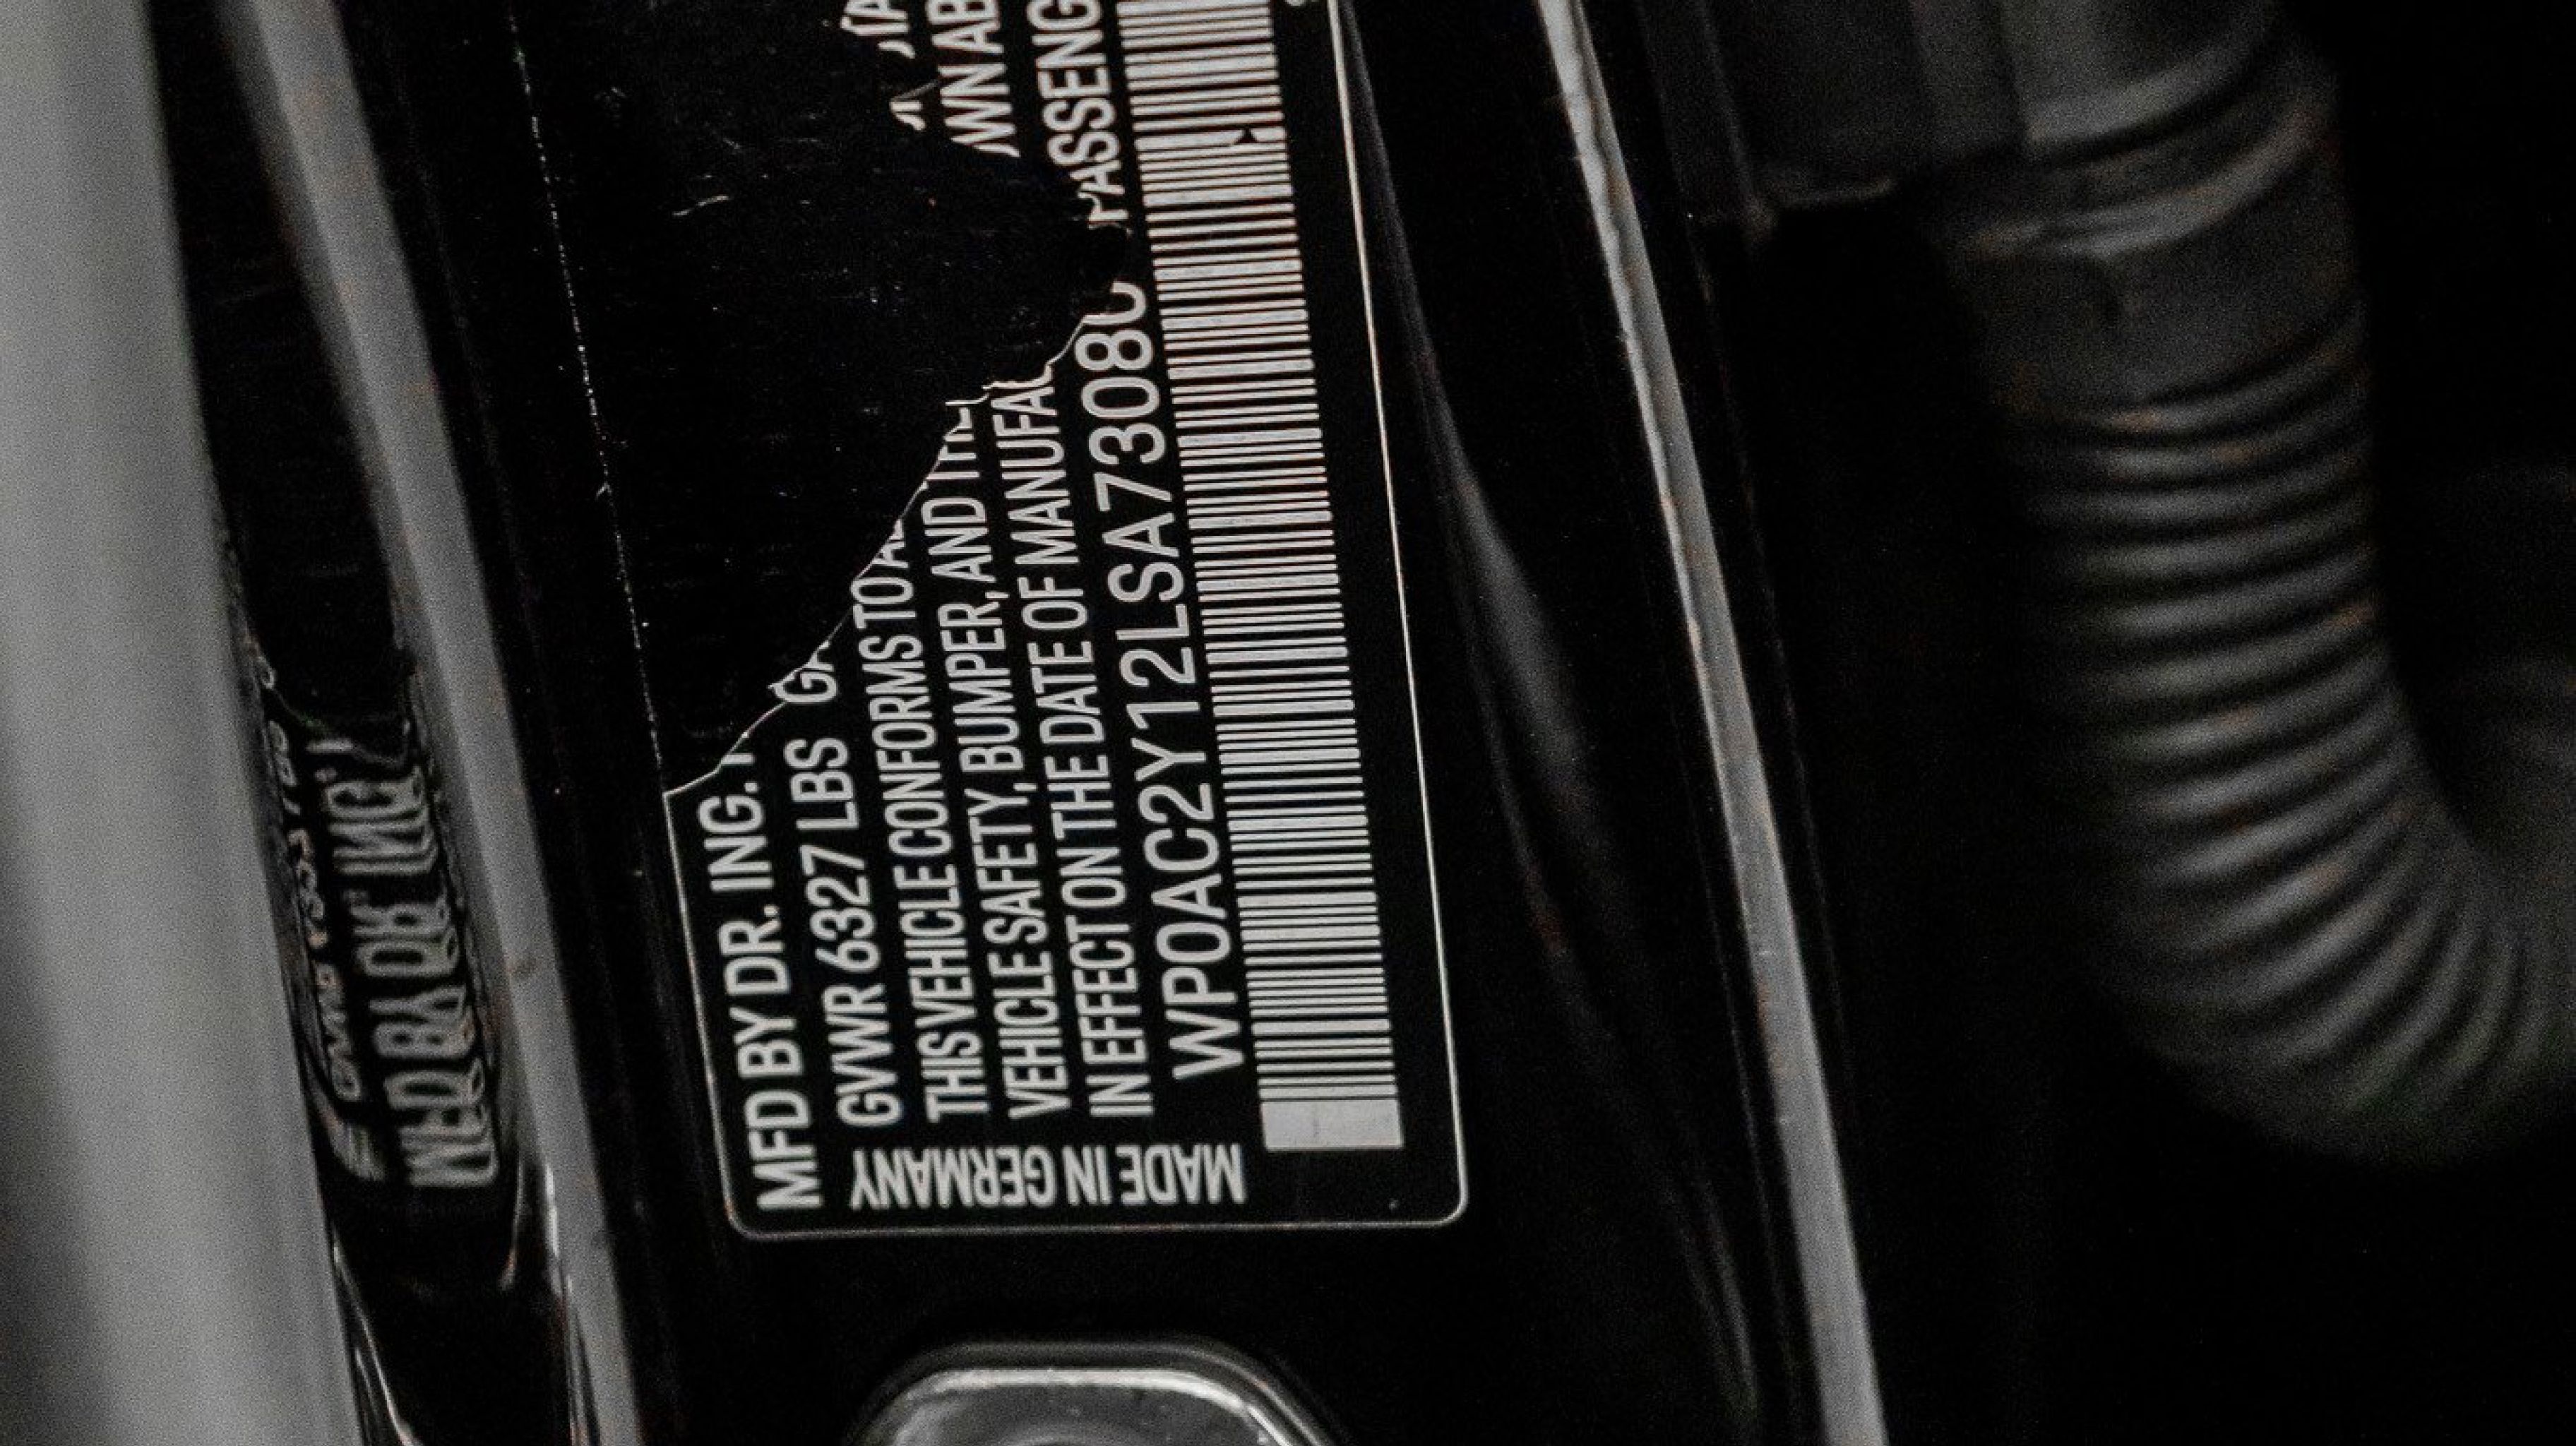 MFD BY DR. ING.
GVWR 6327 LBS
THIS VEHICLE CONFORMS TO
VEHICLE SAFETY, BUMPER, AND
IN EFFECT ON THE DATE OF
WP0AC2Y12LSA7308
MADE IN GERMANY